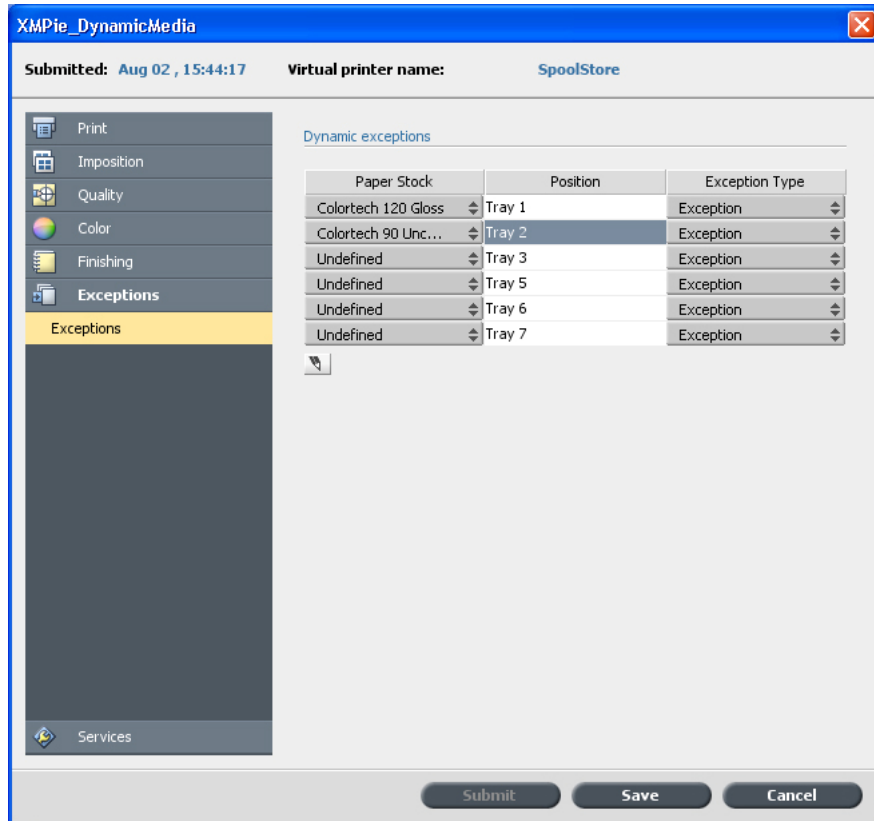 XMPie_DynamicMedia
Submitted: Aug 02 , 15:44:17 Virtual printer name: SpoolStore
Print
Imposition
Quality
Color
Finishing
Exceptions
Exceptions
Services
Dynamic exceptions
Paper Stock Position Exception Type
Colortech 120 Gloss Tray 1 Exception
Colortech 90 Unc... Tray 2 Exception
Undefined Tray 3 Exception
Undefined Tray 5 Exception
Undefined Tray 6 Exception
Undefined Tray 7 Exception
Submit Save Cancel